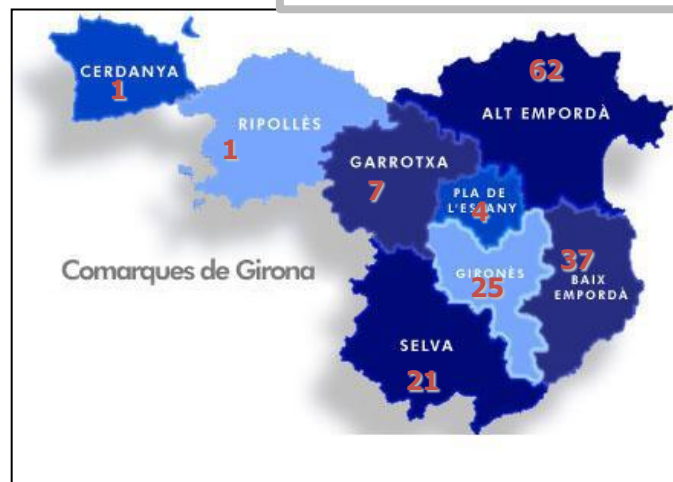 CERDANYA
1
RIPOLLÈS
1
62
ALT EMPORDÀ
GARROTXA
7
PLA DE
L'ESTANY
4
Comarques de Girona
GIRONÈS
25
37
BAIX
EMPORDÀ
SELVA
21